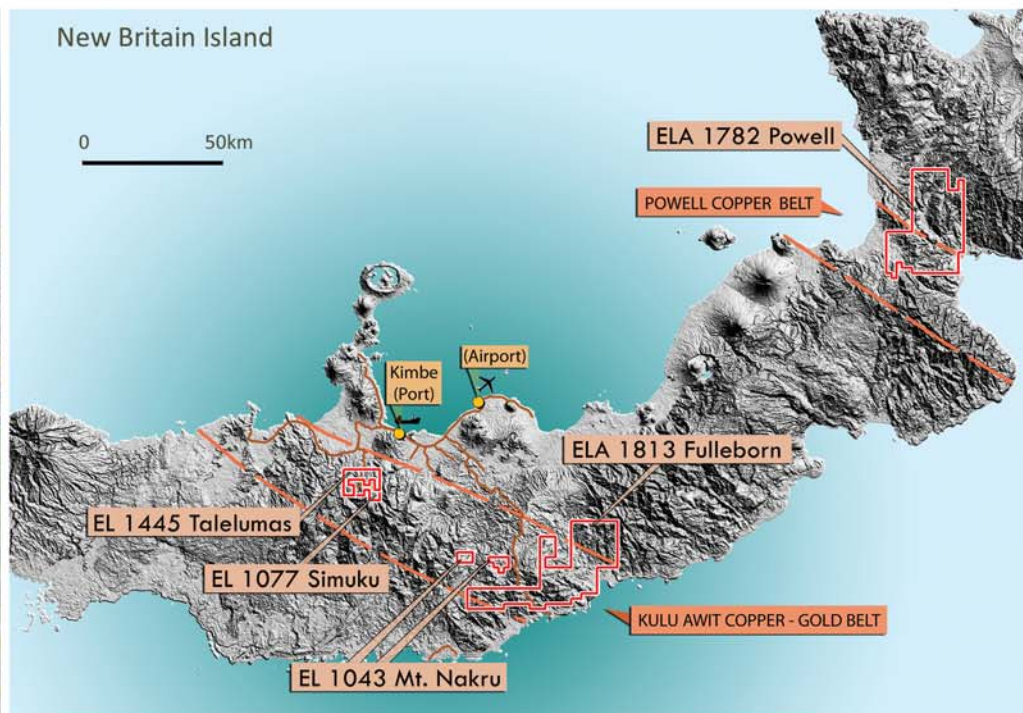 New Britain Island
0 50km
ELA 1782 Powell
POWELL COPPER BELT
(Airport)
Kimbe
(Port)
ELA 1813 Fulleborn
EL 1445 Talelumas
EL 1077 Simuku
KULU AWIT COPPER - GOLD BELT
EL 1043 Mt. Nakru